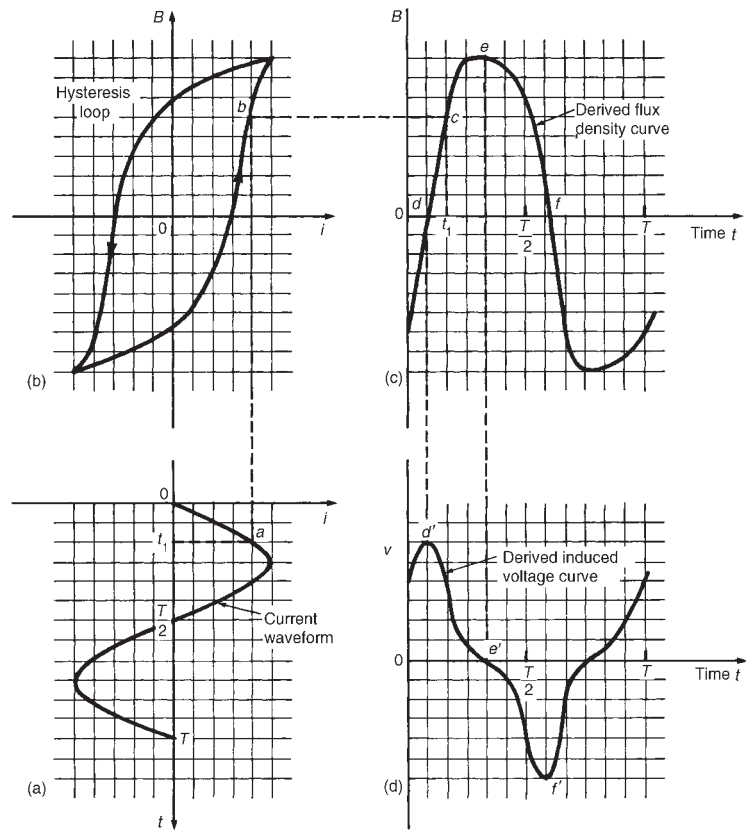 B
Hysteresis
loop
b
0
i
(b)
B
e
c
Derived flux
density curve
d
f
0
t1
T
2
T
Time t
(c)
0
i
t1
a
T
2
Current
waveform
T
(a)
t
v
d'
Derived induced
voltage curve
e'
0
T
2
T
Time t
(d)
f'